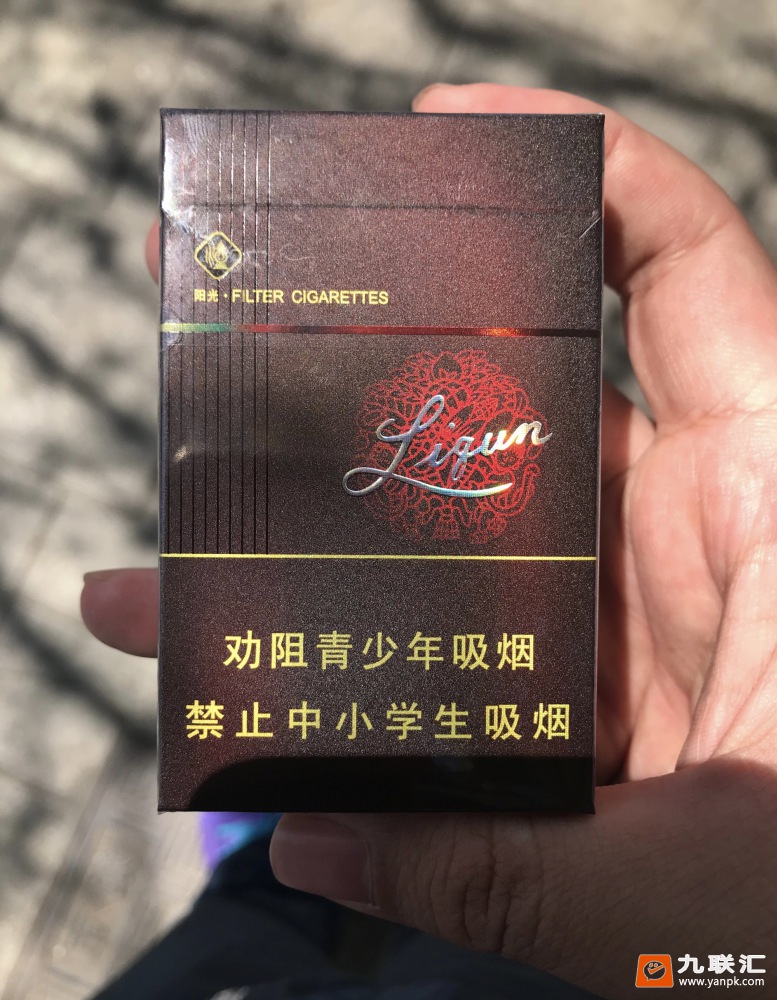 阳光·FILTER CIGARETTES
Liqun
劝阻青少年吸烟
禁止中小学生吸烟
九联汇
www.yanpk.com